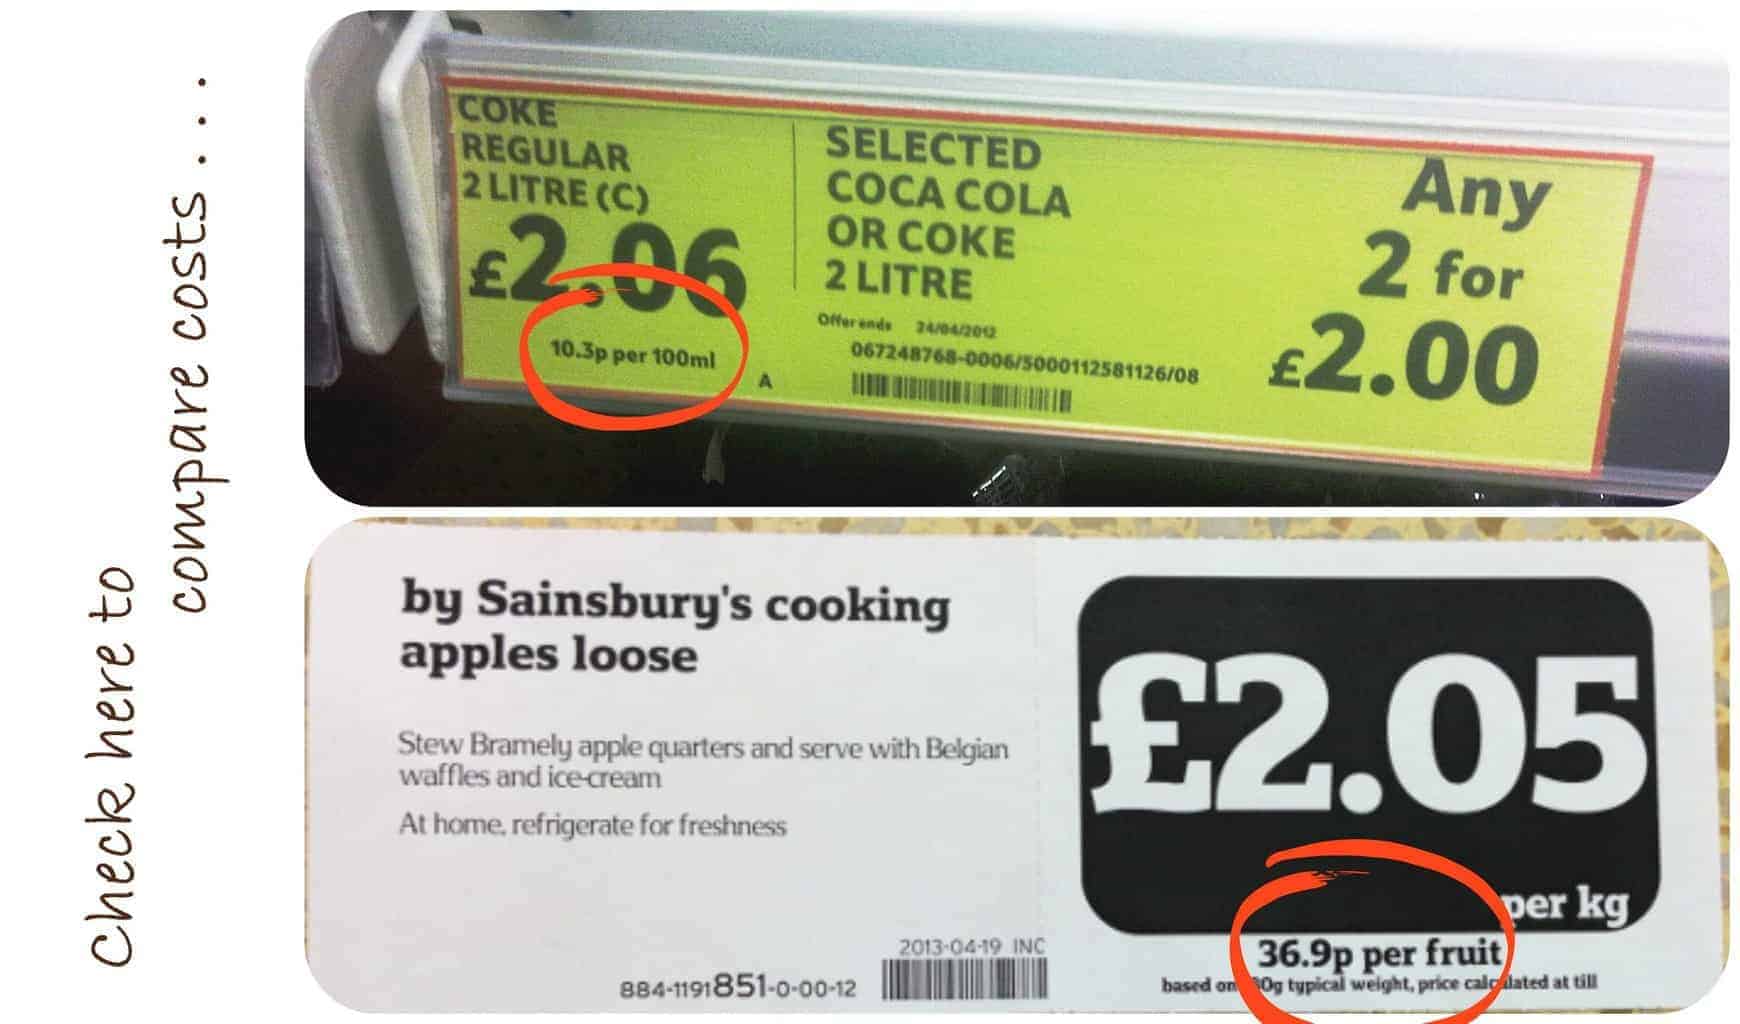 Check here to
compare costs . . .
COKE
REGULAR
2 LITRE (C)
£2.06
10.3p per 100ml
A
SELECTED
COCA COLA
OR COKE
2 LITRE
Offer ends 24/04/2012
067248768-0006/5000112581126/08
Any
2 for
£2.00
by Sainsbury's cooking
apples loose
Stew Bramely apple quarters and serve with Belgian
waffles and ice-cream
At home, refrigerate for freshness
2013-04-19 INC
884-1191851-0-00-12
£2.05
per kg
36.9p per fruit
based on typical weight, price calculated at till